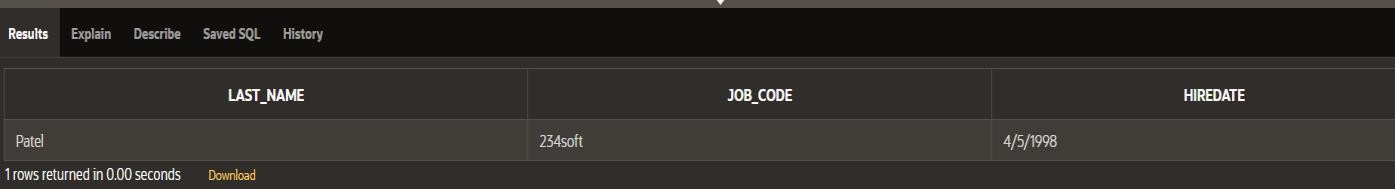 Results Explain Describe Saved SQL History
LAST_NAME JOB_CODE HIREDATE
Patel 234soft 4/5/1998
1 rows returned in 0.00 seconds Download